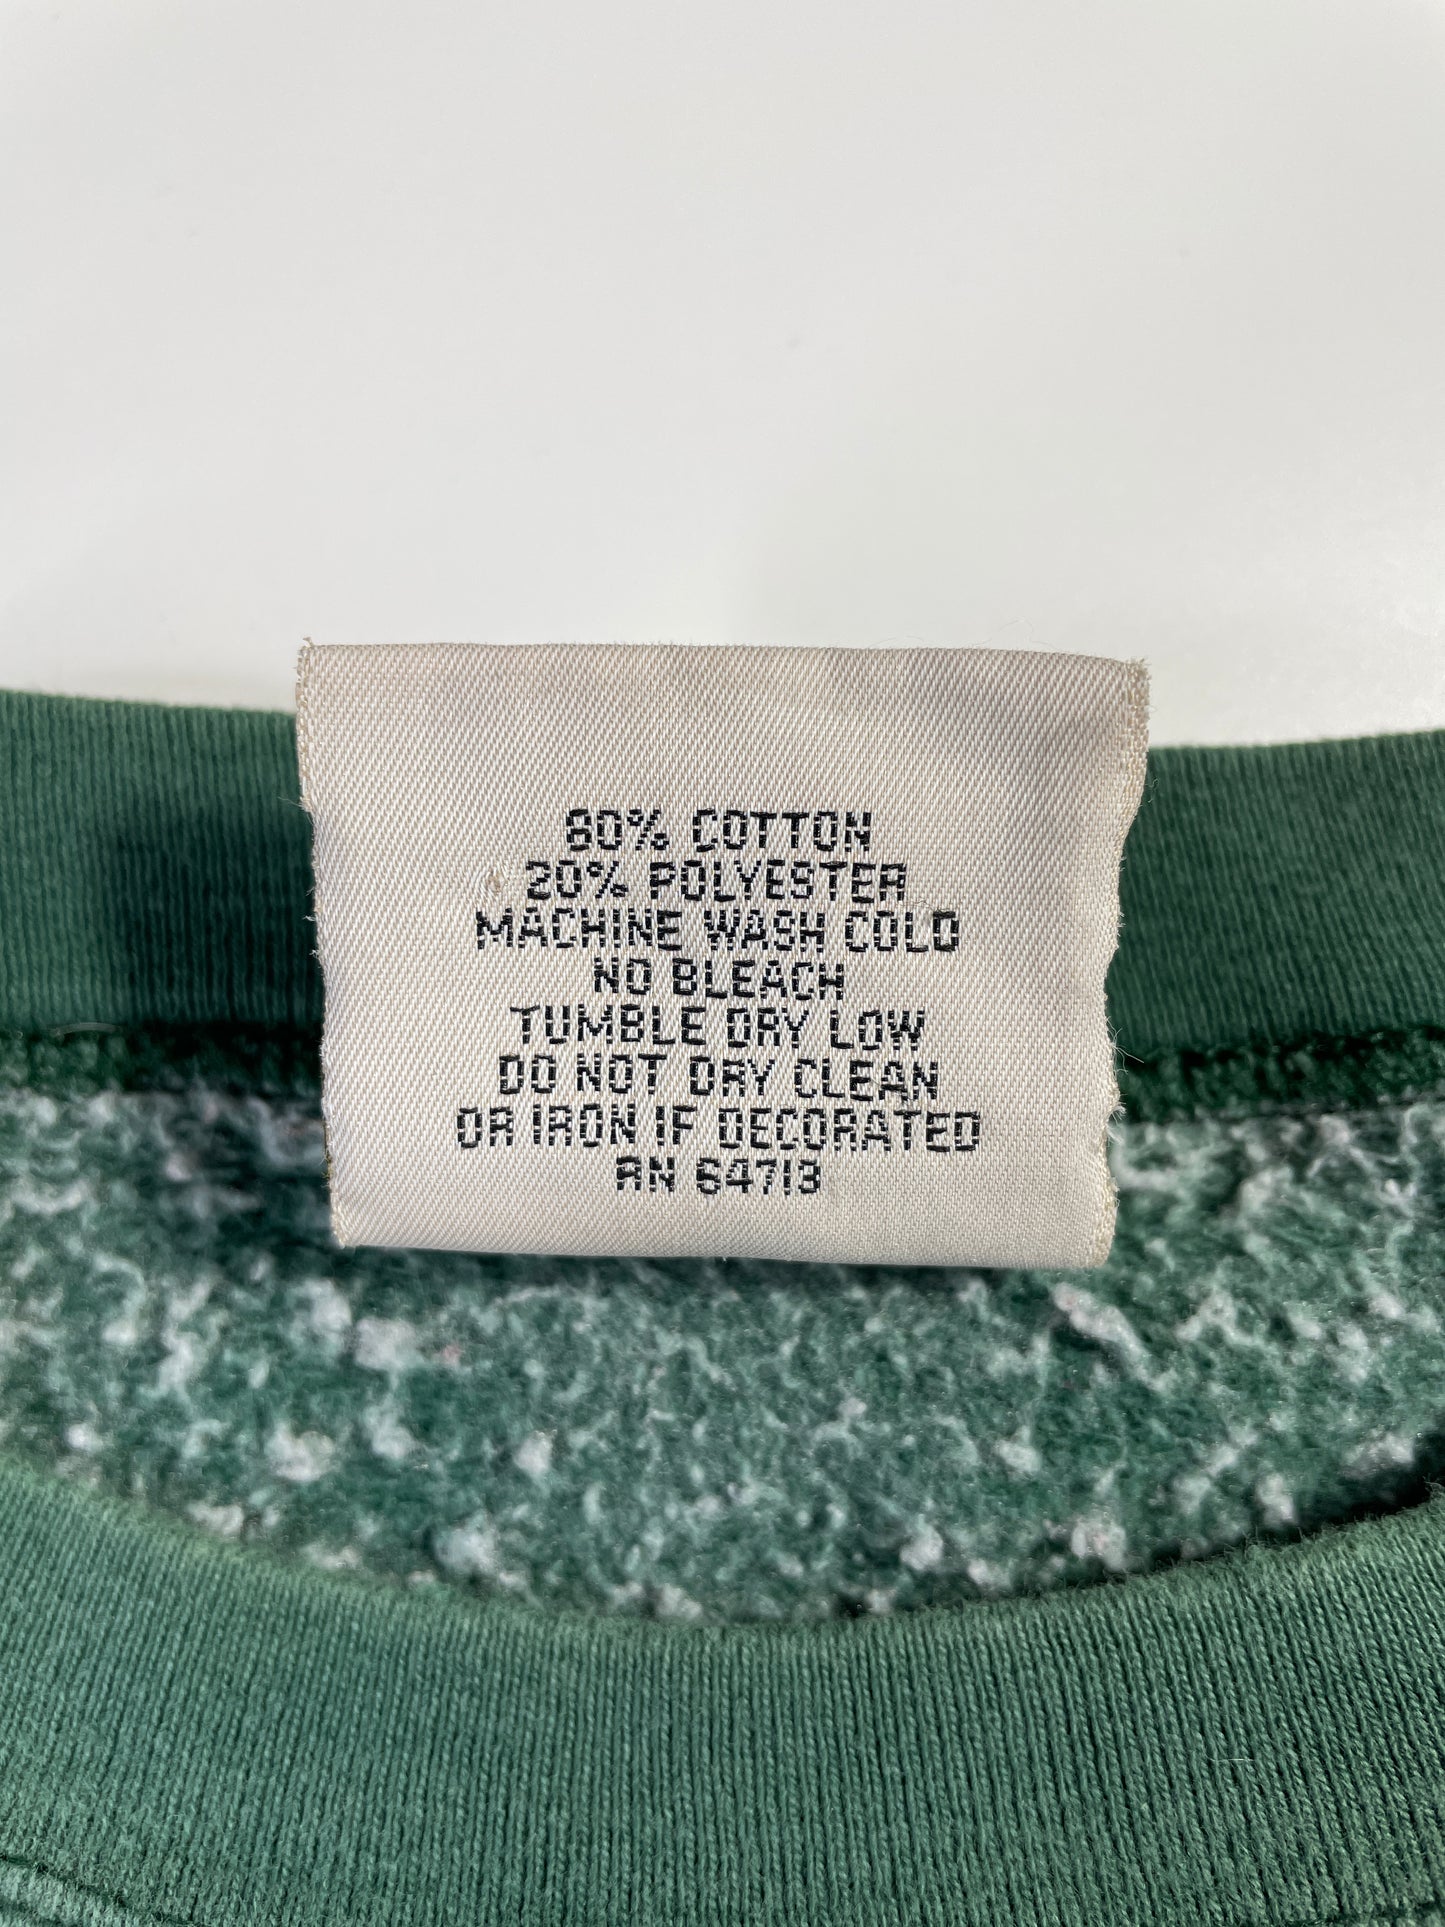 80% COTTON
20% POLYESTER
MACHINE WASH COLD
NO BLEACH
TUMBLE DRY LOW
DO NOT DRY CLEAN
OR IRON IF DECORATED
RN 64713